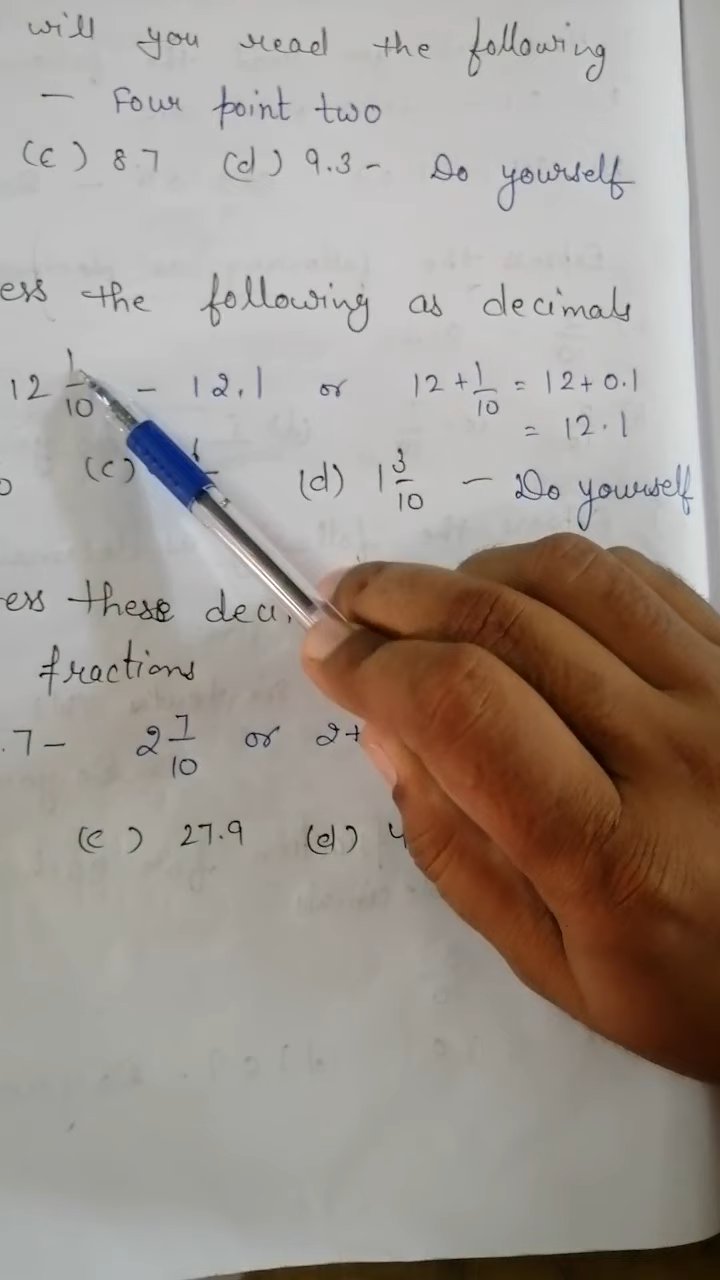 will you read the following
— Four point two
(c) 8.7 (d) 9.3 - Do yourself
ess the following as decimals
12 1/10 - 12.1 or 12 + 1/10 = 12 + 0.1
= 12.1
(c) (d) 1 3/10 — Do yourself
ess these
fractions
.7 - 2 7/10 or 2+
(c) 27.9 (d) 4